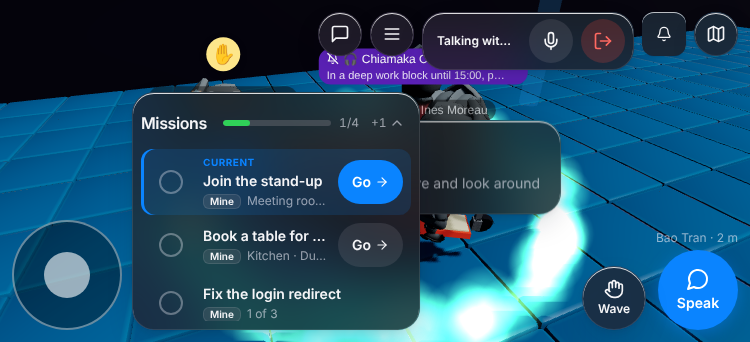 Talking wit...
Chiamaka C
In a deep work block until 15:00, p...
Ines Moreau
Missions
1/4
+1
CURRENT
Join the stand-up
Mine Meeting roo...
Go
Book a table for ...
Mine Kitchen · Du...
Go
Fix the login redirect
Mine 1 of 3
and look around
Bao Tran · 2 m
Wave
Speak